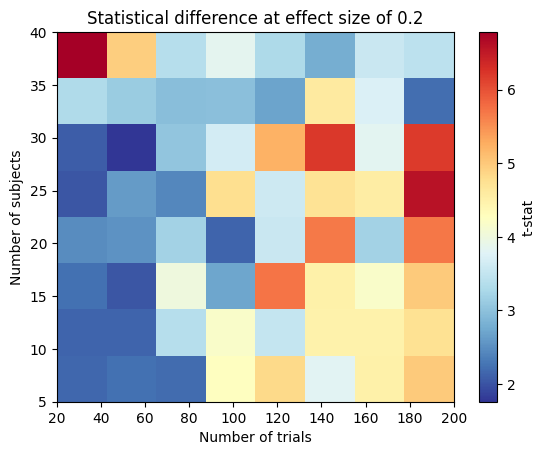 Statistical difference at effect size of 0.2
40
35
30
25
20
15
10
5
Number of subjects
20 40 60 80 100 120 140 160 180 200
Number of trials
6
5
4
3
2
t-stat